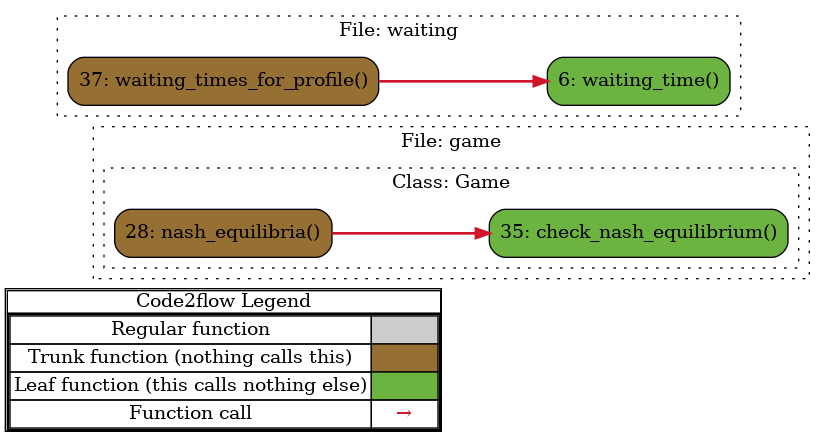 File: waiting
37: waiting_times_for_profile()
6: waiting_time()
File: game
Class: Game
28: nash_equilibria()
35: check_nash_equilibrium()
Code2flow Legend
Regular function
Trunk function (nothing calls this)
Leaf function (this calls nothing else)
Function call →